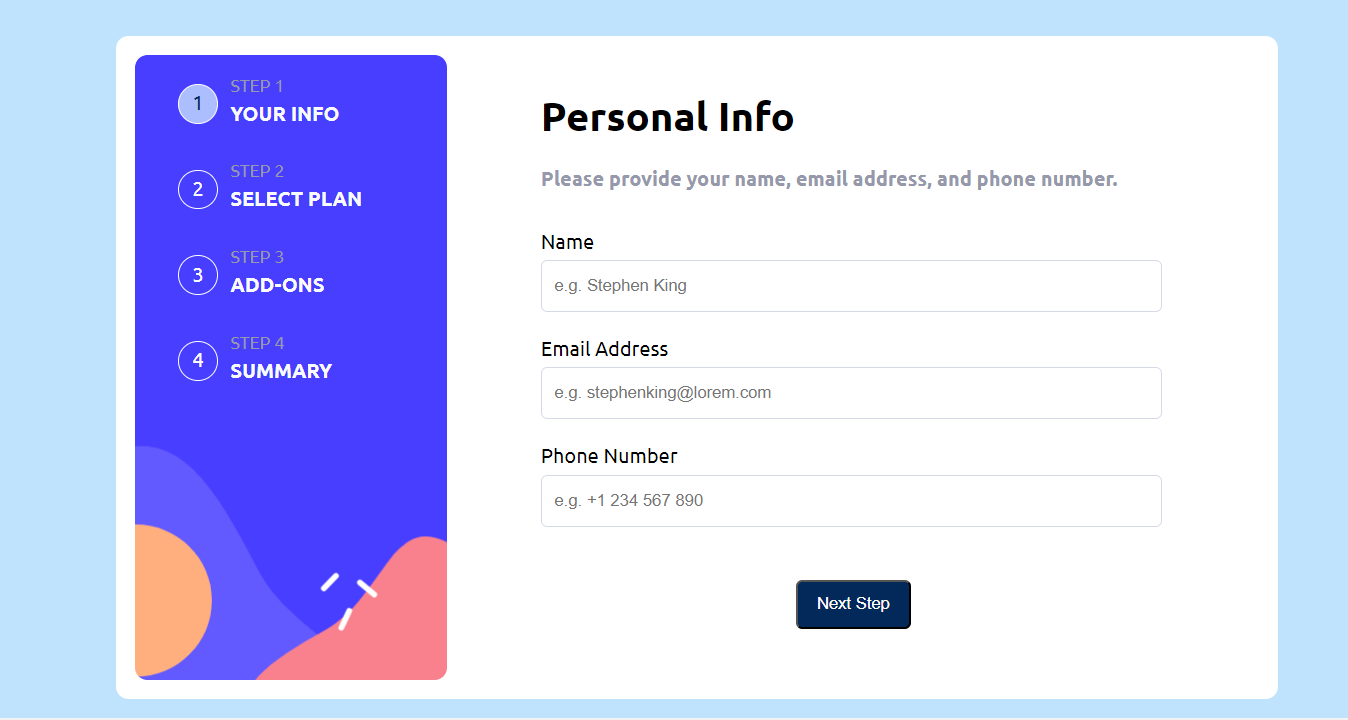 1
STEP 1
YOUR INFO
2
STEP 2
SELECT PLAN
3
STEP 3
ADD-ONS
4
STEP 4
SUMMARY
Personal Info
Please provide your name, email address, and phone number.
Name
e.g. Stephen King
Email Address
e.g. stephenking@lorem.com
Phone Number
e.g. +1 234 567 890
Next Step